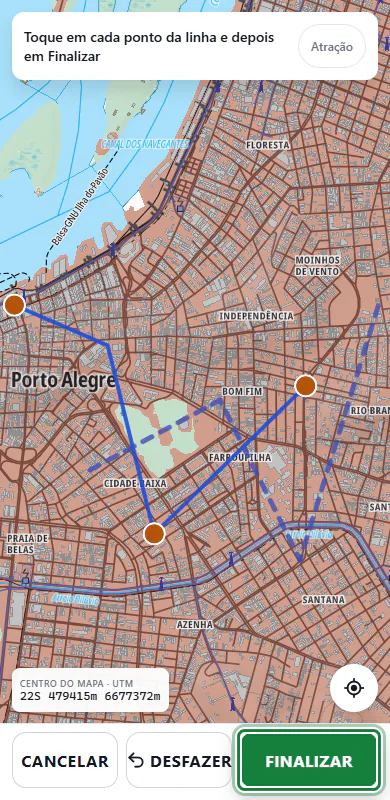 Toque em cada ponto da linha e depois
em Finalizar
Atração
CANAL DOS NAVEGANTES
FLORESTA
Balsa GNU Ilha do Pavão
MOINHOS
DE VENTO
INDEPENDÊNCIA
Porto Alegre
BOM FIM
RIO BRAN
FARROUPILHA
CIDADE BAIXA
SANT
PRAIA DE
BELAS
SANTANA
AZENHA
CENTRO DO MAPA · UTM
22S 479415m 6677372m
CANCELAR
DESFAZER
FINALIZAR